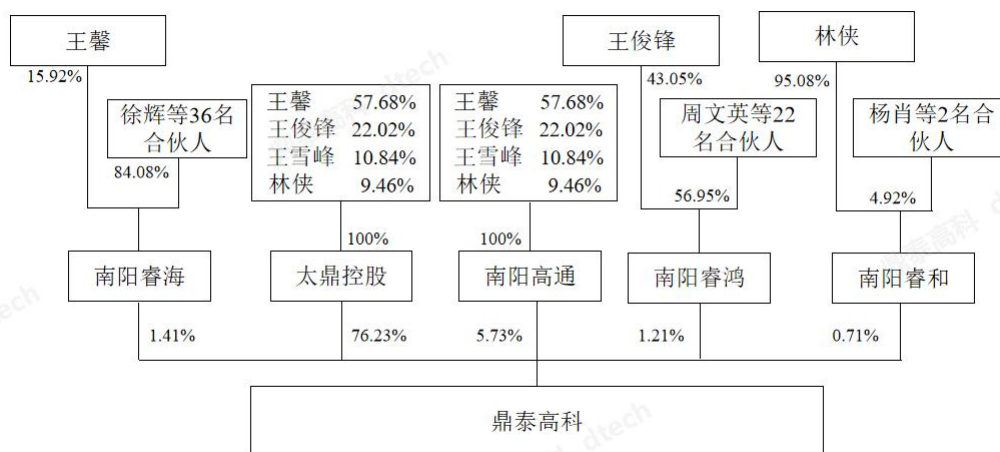 王馨
王俊锋
林侠
15.92%
43.05%
95.08%
徐辉等36名
合伙人
84.08%
王馨 57.68%
王俊锋 22.02%
王雪峰 10.84%
林侠 9.46%
王馨 57.68%
王俊锋 22.02%
王雪峰 10.84%
林侠 9.46%
周文英等22
名合伙人
56.95%
杨肖等2名合
伙人
4.92%
100%
100%
南阳睿海
太鼎控股
南阳高通
南阳睿鸿
南阳睿和
1.41%
76.23%
5.73%
1.21%
0.71%
鼎泰高科
鼎泰高科 dtech
dtech